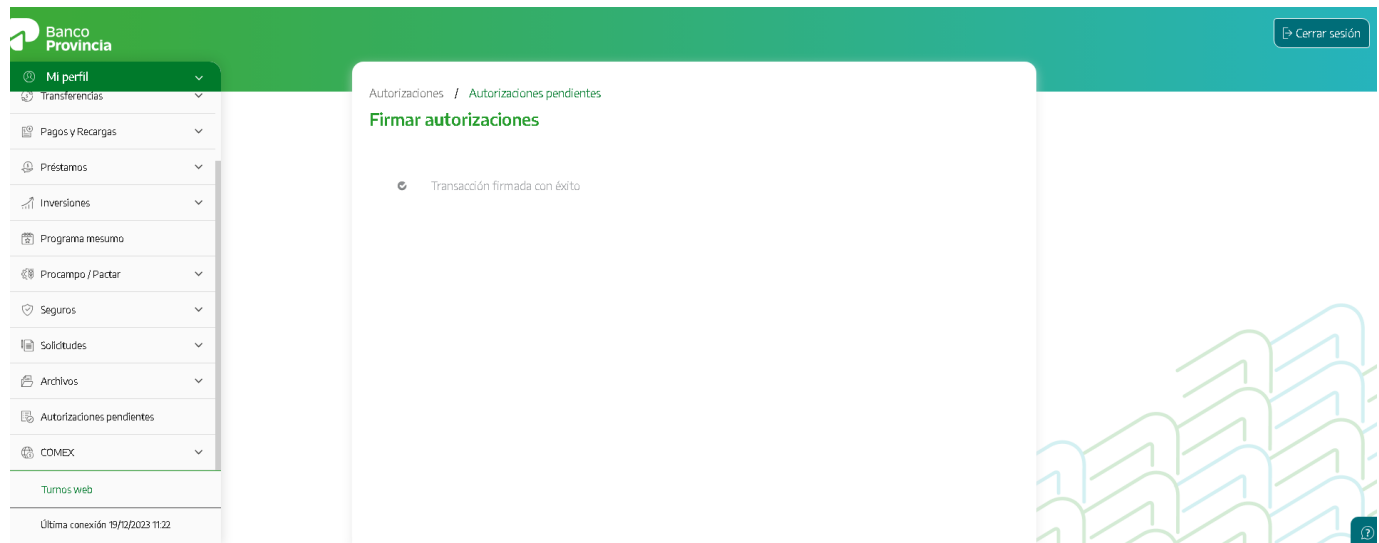 Banco
Provincia
Cerrar sesión
Mi perfil
Transferencias
Pagos y Recargas
Préstamos
Inversiones
Programa mesumo
Procampo / Pactar
Seguros
Solicitudes
Archivos
Autorizaciones pendientes
COMEX
Turnos web
Última conexión 19/12/2023 11:22
Autorizaciones / Autorizaciones pendientes
Firmar autorizaciones
Transacción firmada con éxito